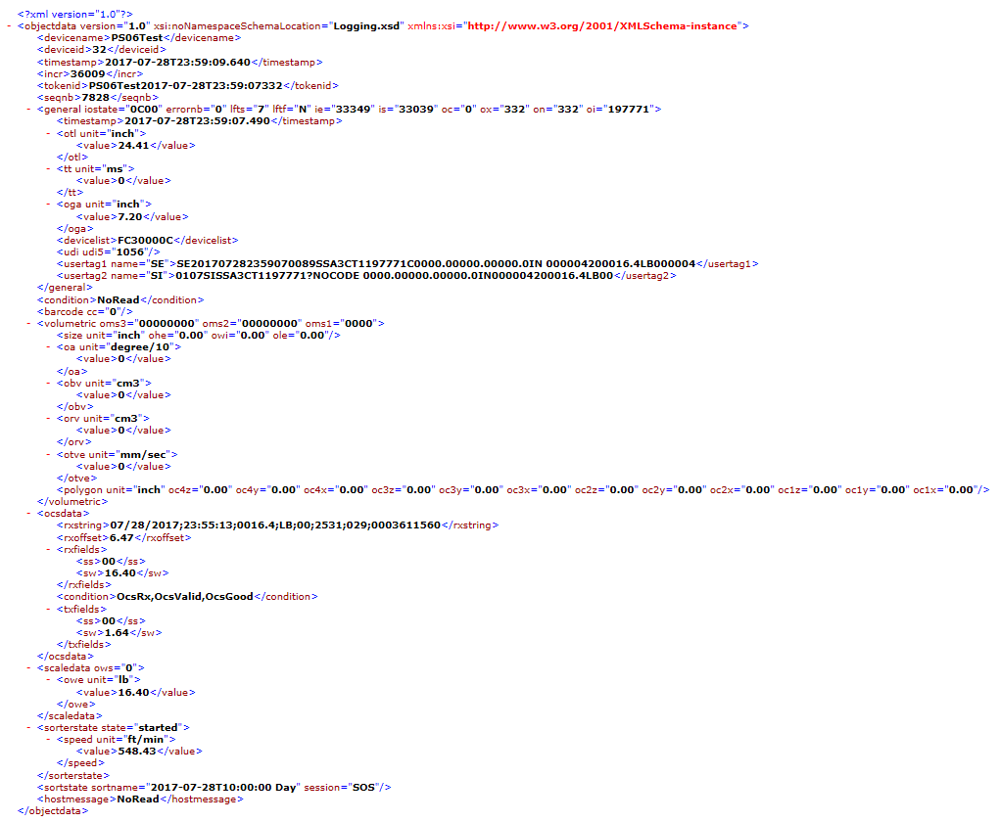 <?xml version="1.0"?>
- <objectdata version="1.0" xsi:noNamespaceSchemaLocation="Logging.xsd" xmlns:xsi="http://www.w3.org/2001/XMLSchema-instance">
<devicename>PS06Test</devicename>
<deviceid>32</deviceid>
<timestamp>2017-07-28T23:59:09.640</timestamp>
<incr>36009</incr>
<tokenid>PS06Test2017-07-28T23:59:07332</tokenid>
<seqnb>7828</seqnb>
- <general iostate="0C00" errornb="0" lfts="7" lftf="N" ie="33349" is="33039" oc="0" ox="332" on="332" oi="197771">
<timestamp>2017-07-28T23:59:07.490</timestamp>
- <otl unit="inch">
<value>24.41</value>
</otl>
- <tt unit="ms">
<value>0</value>
</tt>
- <oga unit="inch">
<value>7.20</value>
</oga>
<devicelist>FC30000C</devicelist>
<udi udi5="1056"/>
<usertag1 name="SE">SE201707282359070089SSA3CT1197771C0000.00000.00000.0IN 000004200016.4LB000004</usertag1>
<usertag2 name="SI">0107SISSA3CT1197771?NOCODE 0000.00000.00000.0IN000004200016.4LB00</usertag2>
</general>
<condition>NoRead</condition>
<barcode cc="0"/>
- <volumetric oms3="00000000" oms2="00000000" oms1="0000">
<size unit="inch" ohe="0.00" owi="0.00" ole="0.00"/>
- <oa unit="degree/10">
<value>0</value>
</oa>
- <obv unit="cm3">
<value>0</value>
</obv>
- <orv unit="cm3">
<value>0</value>
</orv>
- <otve unit="mm/sec">
<value>0</value>
</otve>
<polygon unit="inch" oc4z="0.00" oc4y="0.00" oc4x="0.00" oc3z="0.00" oc3y="0.00" oc3x="0.00" oc2z="0.00" oc2y="0.00" oc2x="0.00" oc1z="0.00" oc1y="0.00" oc1x="0.00"/>
</volumetric>
- <ocsdata>
<rxstring>07/28/2017;23:55:13;0016.4;LB;00;2531;029;0003611560</rxstring>
<rxoffset>6.47</rxoffset>
- <rxfields>
<ss>00</ss>
<sw>16.40</sw>
</rxfields>
<condition>OcsRx,OcsValid,OcsGood</condition>
- <txfields>
<ss>00</ss>
<sw>1.64</sw>
</txfields>
</ocsdata>
- <scaledata ows="0">
- <owe unit="lb">
<value>16.40</value>
</owe>
</scaledata>
- <sorterstate state="started">
- <speed unit="ft/min">
<value>548.43</value>
</speed>
</sorterstate>
<sortstate sortname="2017-07-28T10:00:00 Day" session="SOS"/>
<hostmessage>NoRead</hostmessage>
</objectdata>